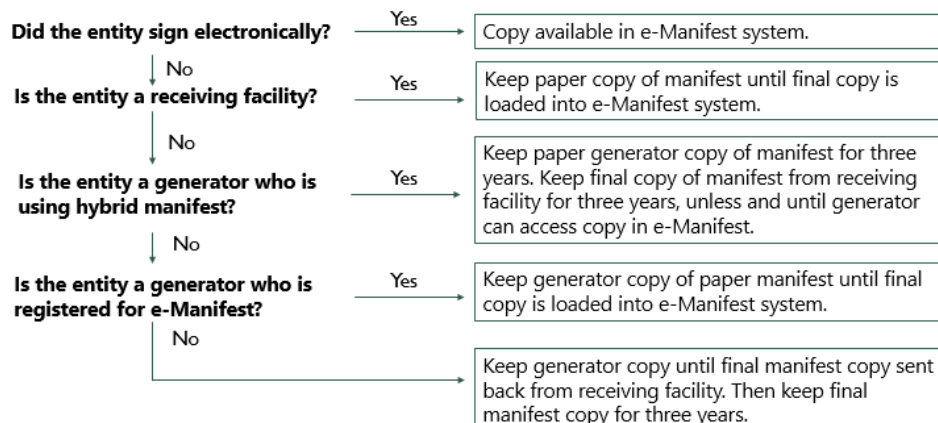 Did the entity sign electronically?
Yes
Copy available in e-Manifest system.
No
Is the entity a receiving facility?
Yes
Keep paper copy of manifest until final copy is
loaded into e-Manifest system.
No
Is the entity a generator who is
using hybrid manifest?
Yes
Keep paper generator copy of manifest for three
years. Keep final copy of manifest from receiving
facility for three years, unless and until generator
can access copy in e-Manifest.
No
Is the entity a generator who is
registered for e-Manifest?
Yes
Keep generator copy of paper manifest until final
copy is loaded into e-Manifest system.
No
Keep generator copy until final manifest copy sent
back from receiving facility. Then keep final
manifest copy for three years.